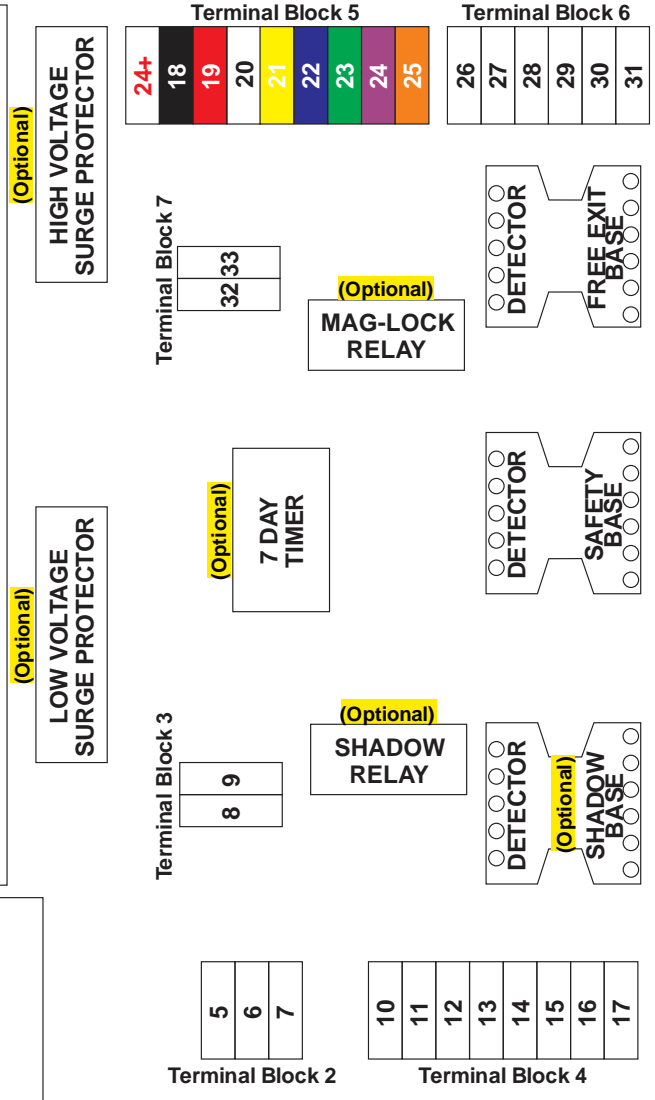 Terminal Block 5
Terminal Block 6
(Optional)
HIGH VOLTAGE
SURGE PROTECTOR
24+
18
19
20
21
22
23
24
25
26
27
28
29
30
31
Terminal Block 7
32
33
(Optional)
MAG-LOCK
RELAY
DETECTOR
FREE EXIT
BASE
(Optional)
LOW VOLTAGE
SURGE PROTECTOR
(Optional)
7 DAY
TIMER
DETECTOR
SAFETY
BASE
Terminal Block 3
8
9
(Optional)
SHADOW
RELAY
DETECTOR
(Optional)
SHADOW
BASE
5
6
7
Terminal Block 2
10
11
12
13
14
15
16
17
Terminal Block 4